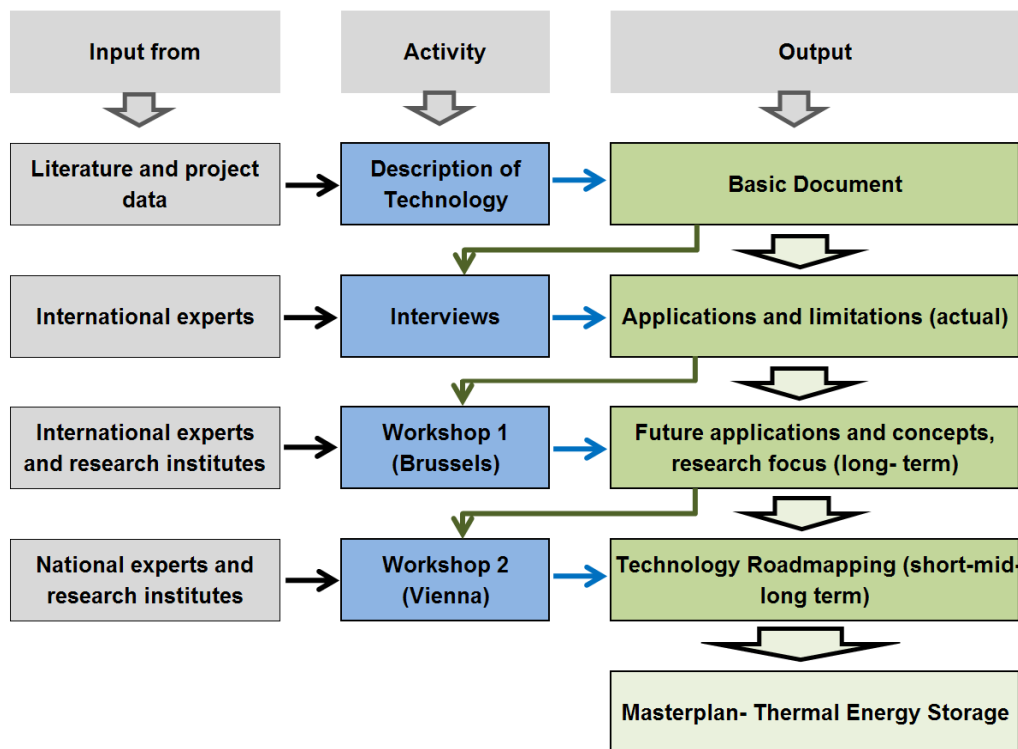 Input from
Activity
Output
Literature and project
data
Description of
Technology
Basic Document
International experts
Interviews
Applications and limitations (actual)
International experts
and research institutes
Workshop 1
(Brussels)
Future applications and concepts,
research focus (long- term)
National experts and
research institutes
Workshop 2
(Vienna)
Technology Roadmapping (short-mid-
long term)
Masterplan- Thermal Energy Storage